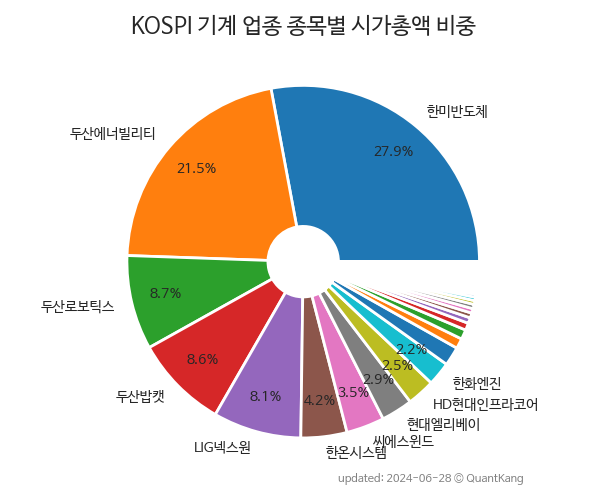 KOSPI 기계 업종 종목별 시가총액 비중
한미반도체
27.9%
두산에너빌리티
21.5%
두산로보틱스
8.7%
두산밥캣
8.6%
LIG넥스원
8.1%
한온시스템
4.2%
씨에스윈드
3.5%
현대엘리베이
2.9%
HD현대인프라코어
2.5%
한화엔진
2.2%
updated: 2024-06-28 © QuantKang